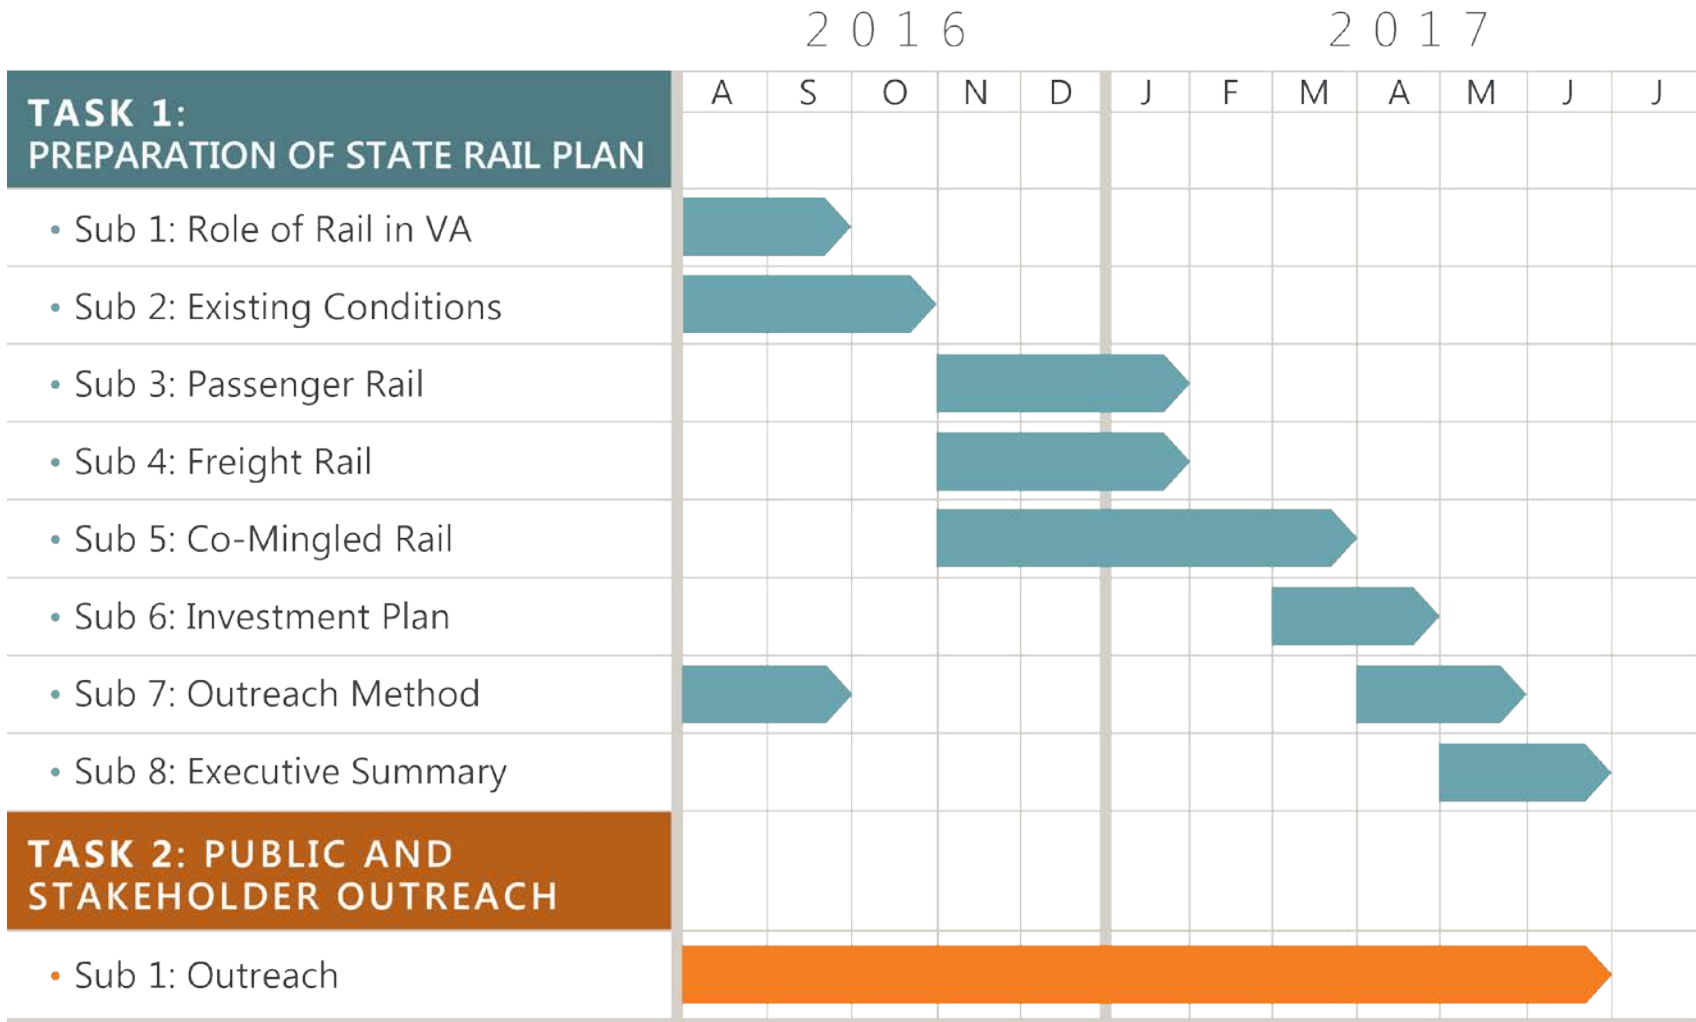 2016 2017
A S O N D J F M A M J J
TASK 1:
PREPARATION OF STATE RAIL PLAN
• Sub 1: Role of Rail in VA
• Sub 2: Existing Conditions
• Sub 3: Passenger Rail
• Sub 4: Freight Rail
• Sub 5: Co-Mingled Rail
• Sub 6: Investment Plan
• Sub 7: Outreach Method
• Sub 8: Executive Summary
TASK 2: PUBLIC AND
STAKEHOLDER OUTREACH
• Sub 1: Outreach